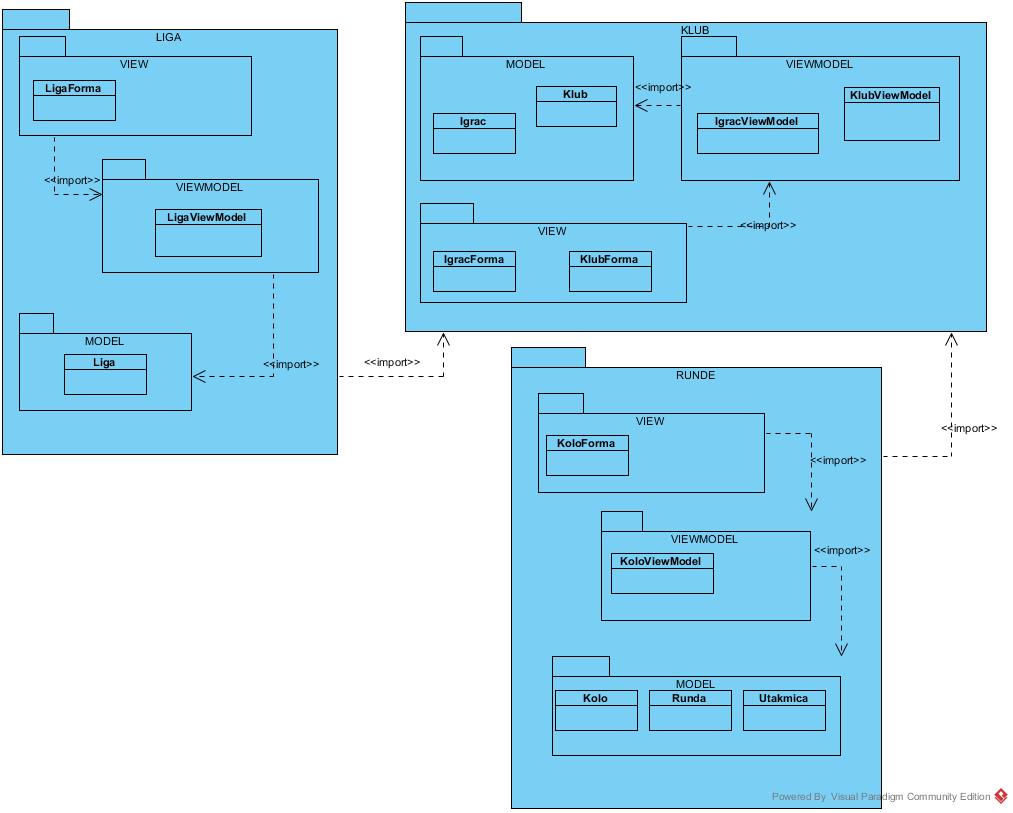 LIGA
VIEW
LigaForma
<<import>>
VIEWMODEL
LigaViewModel
<<import>>
MODEL
Liga
<<import>>
KLUB
MODEL
Klub
Igrac
<<import>>
VIEWMODEL
KlubViewModel
IgracViewModel
<<import>>
VIEW
IgracForma
KlubForma
<<import>>
RUNDE
VIEW
KoloForma
<<import>>
VIEWMODEL
KoloViewModel
<<import>>
MODEL
Kolo
Runda
Utakmica
Powered By Visual Paradigm Community Edition